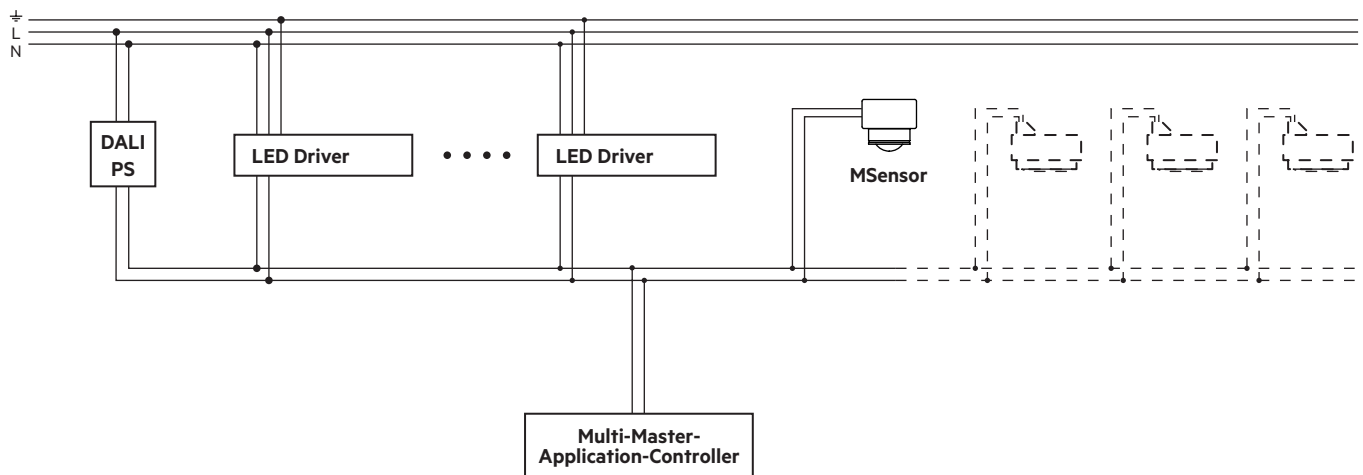 L
N
DALI
PS
LED Driver
LED Driver
MSensor
Multi-Master-
Application-Controller